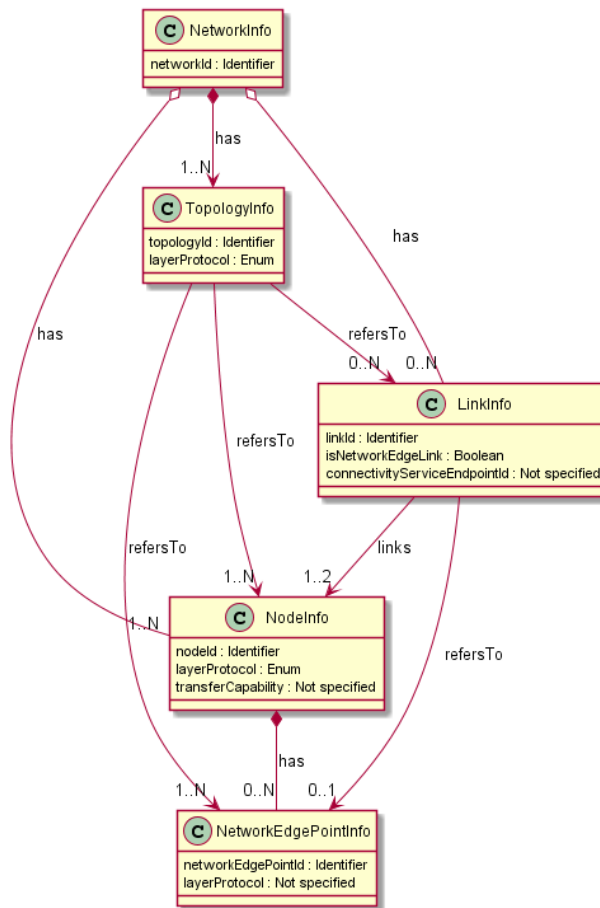 C NetworkInfo
networkId : Identifier
has
1..N
C TopologyInfo
topologyId : Identifier
layerProtocol : Enum
has
has
refersTo
0..N
0..N
C LinkInfo
linkId : Identifier
isNetworkEdgeLink : Boolean
connectivityServiceEndpointId : Not specified
refersTo
refersTo
links
1..N
1..2
1..N
C NodeInfo
nodeId : Identifier
layerProtocol : Enum
transferCapability : Not specified
refersTo
has
1..N
0..N
0..1
C NetworkEdgePointInfo
networkEdgePointId : Identifier
layerProtocol : Not specified